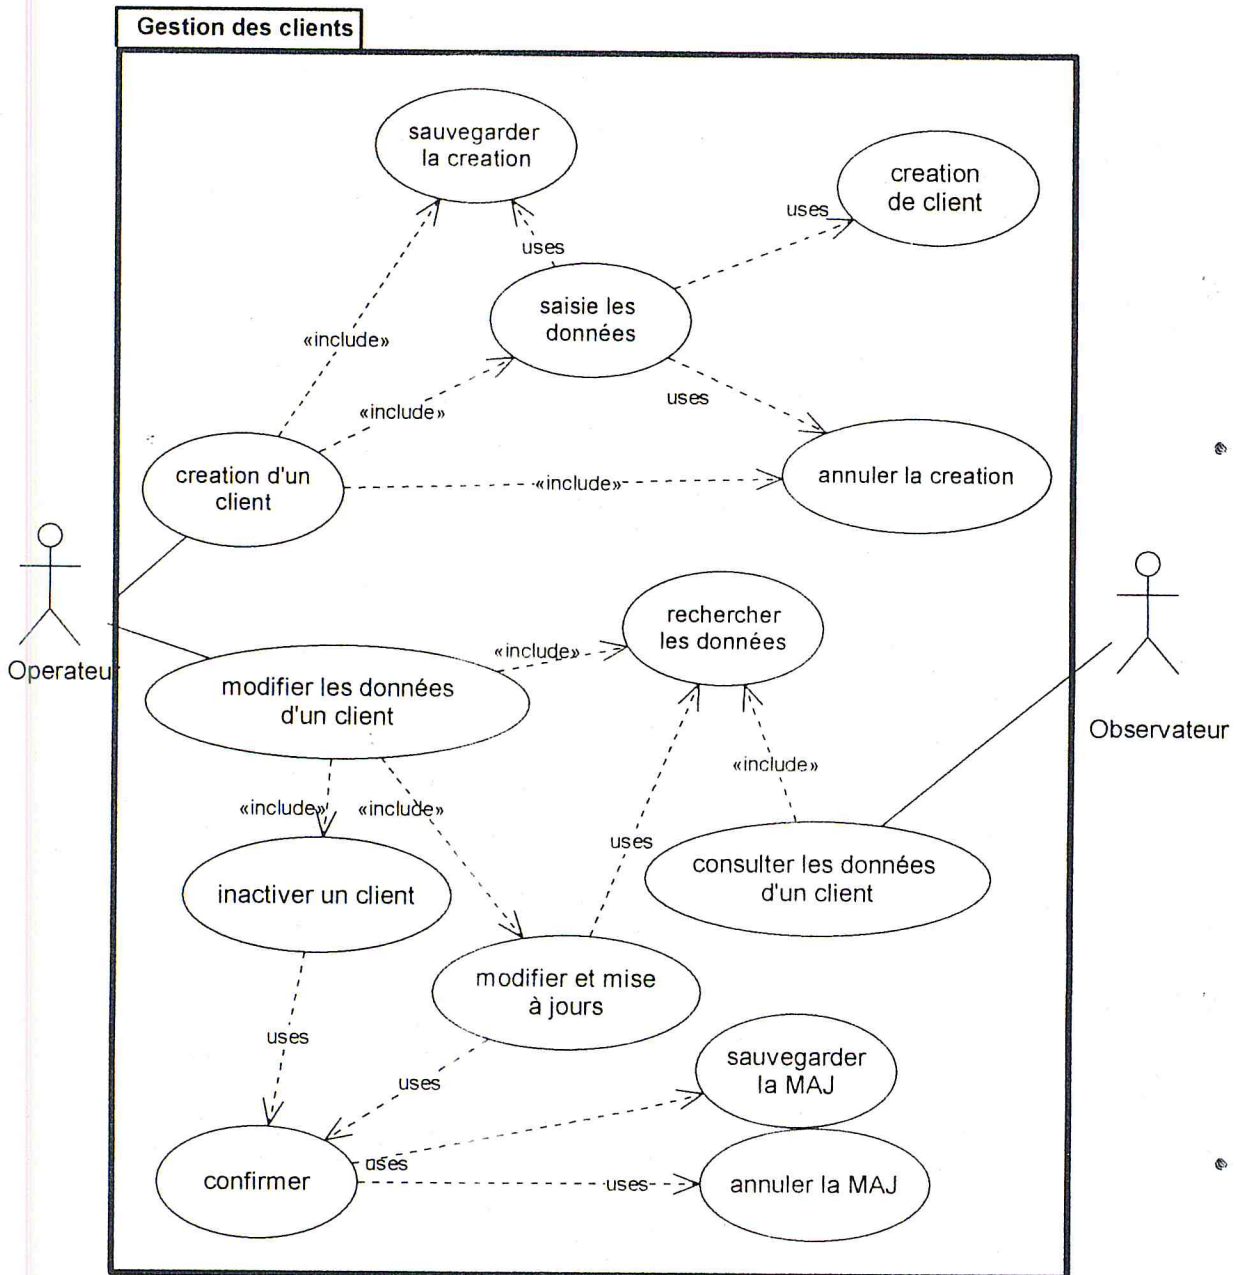 Gestion des clients
sauvegarder
la creation
creation
de client
uses
uses
saisie les
données
«include»
uses
«include»
creation d'un
client
«include»
annuler la creation
rechercher
les données
«include»
Operateur
modifier les données
d'un client
Observateur
«include»
«include»
«include»
uses
consulter les données
d'un client
inactiver un client
modifier et mise
à jours
uses
sauvegarder
la MAJ
uses
uses
confirmer
uses
annuler la MAJ